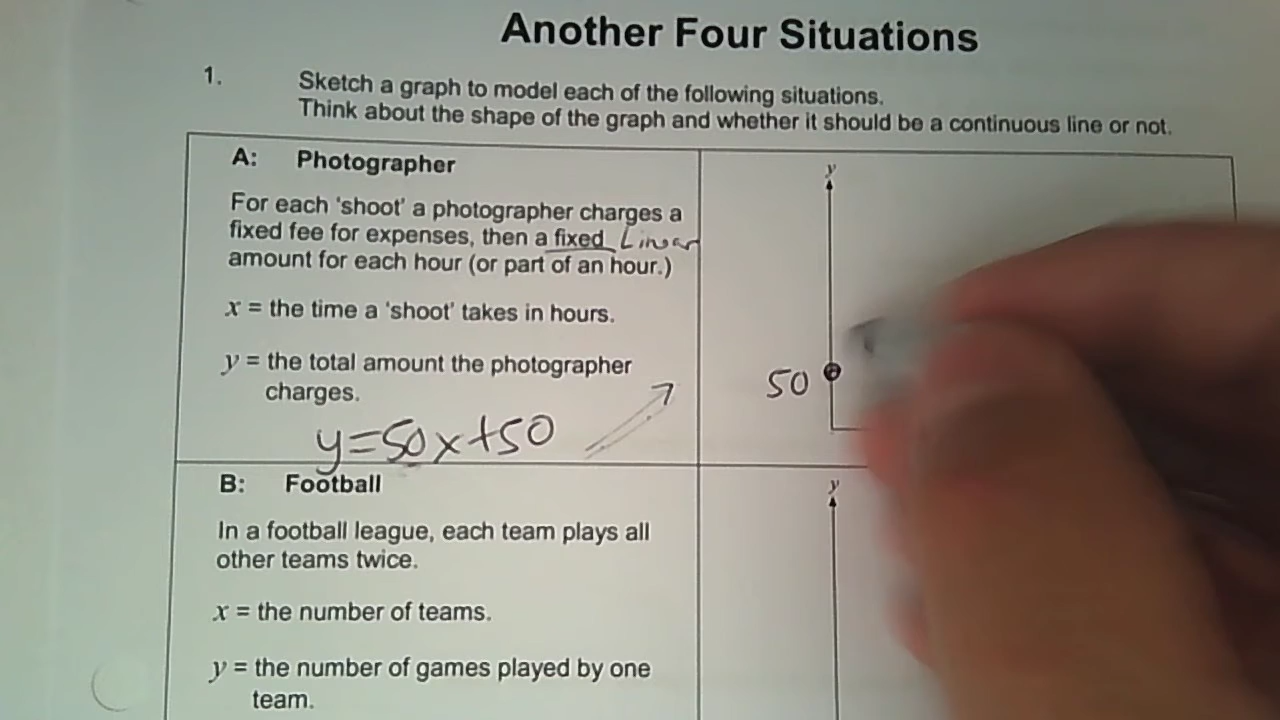 Another Four Situations
1. Sketch a graph to model each of the following situations.
Think about the shape of the graph and whether it should be a continuous line or not.
A: Photographer
For each 'shoot' a photographer charges a
fixed fee for expenses, then a fixed Linear
amount for each hour (or part of an hour.)
x = the time a 'shoot' takes in hours.
y = the total amount the photographer
charges.
y=50x+50
y
50
B: Football
In a football league, each team plays all
other teams twice.
x = the number of teams.
y = the number of games played by one
team.
y